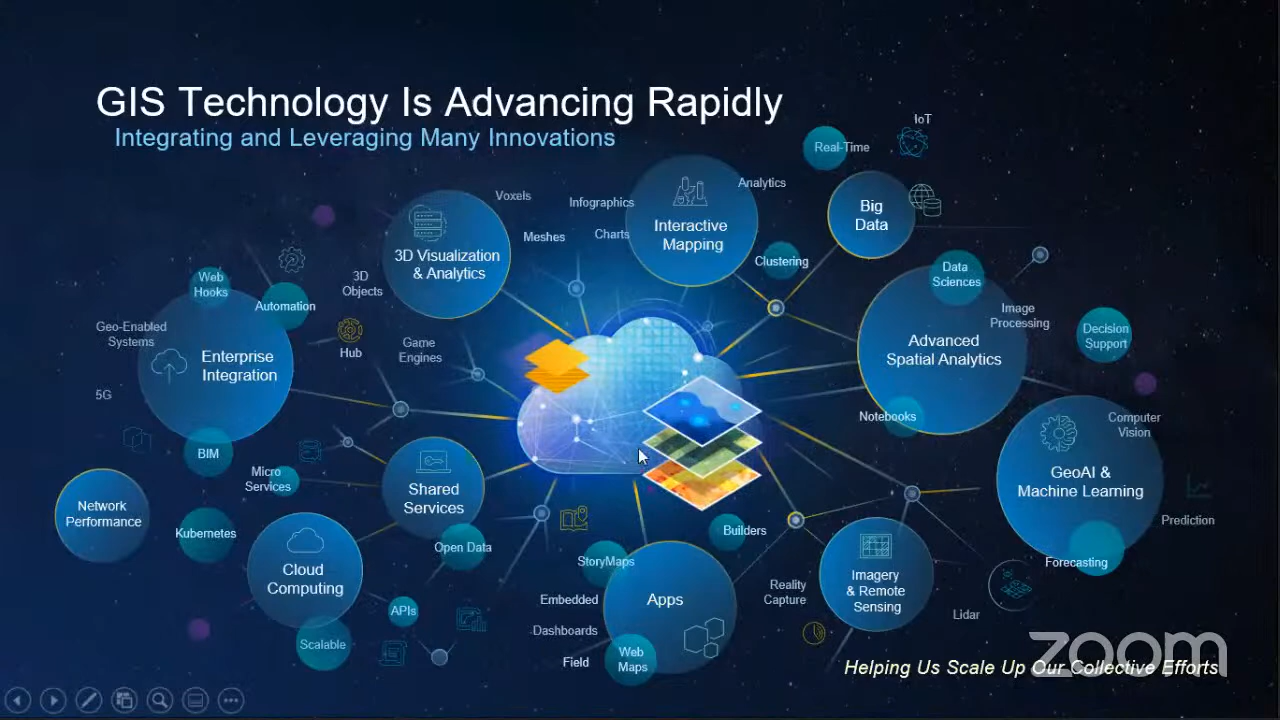 GIS Technology Is Advancing Rapidly
Integrating and Leveraging Many Innovations
IoT
Real-Time
Big
Data
Analytics
Interactive
Mapping
Infographics
Charts
Clustering
Voxels
Meshes
3D Visualization
& Analytics
3D
Objects
Game
Engines
Web
Hooks
Automation
Geo-Enabled
Systems
Enterprise
Integration
Hub
5G
BIM
Data
Sciences
Image
Processing
Decision
Support
Advanced
Spatial Analytics
Notebooks
Computer
Vision
GeoAI &
Machine Learning
Prediction
Forecasting
Network
Performance
Micro
Services
Kubernetes
Shared
Services
Open Data
Cloud
Computing
APIs
Scalable
Builders
StoryMaps
Apps
Embedded
Dashboards
Field
Web
Maps
Reality
Capture
Imagery
& Remote
Sensing
Lidar
zoom
Helping Us Scale Up Our Collective Efforts